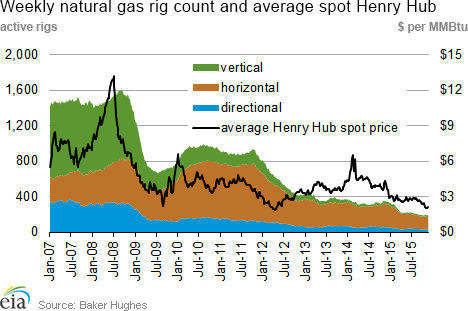 Weekly natural gas rig count and average spot Henry Hub
active rigs $ per MMBtu
2,000 $15
1,600 $12
1,200 $9
800 $6
400 $3
0 $0
vertical
horizontal
directional
average Henry Hub spot price
Jan-07 Jul-07 Jan-08 Jul-08 Jan-09 Jul-09 Jan-10 Jul-10 Jan-11 Jul-11 Jan-12 Jul-12 Jan-13 Jul-13 Jan-14 Jul-14 Jan-15 Jul-15
eia Source: Baker Hughes